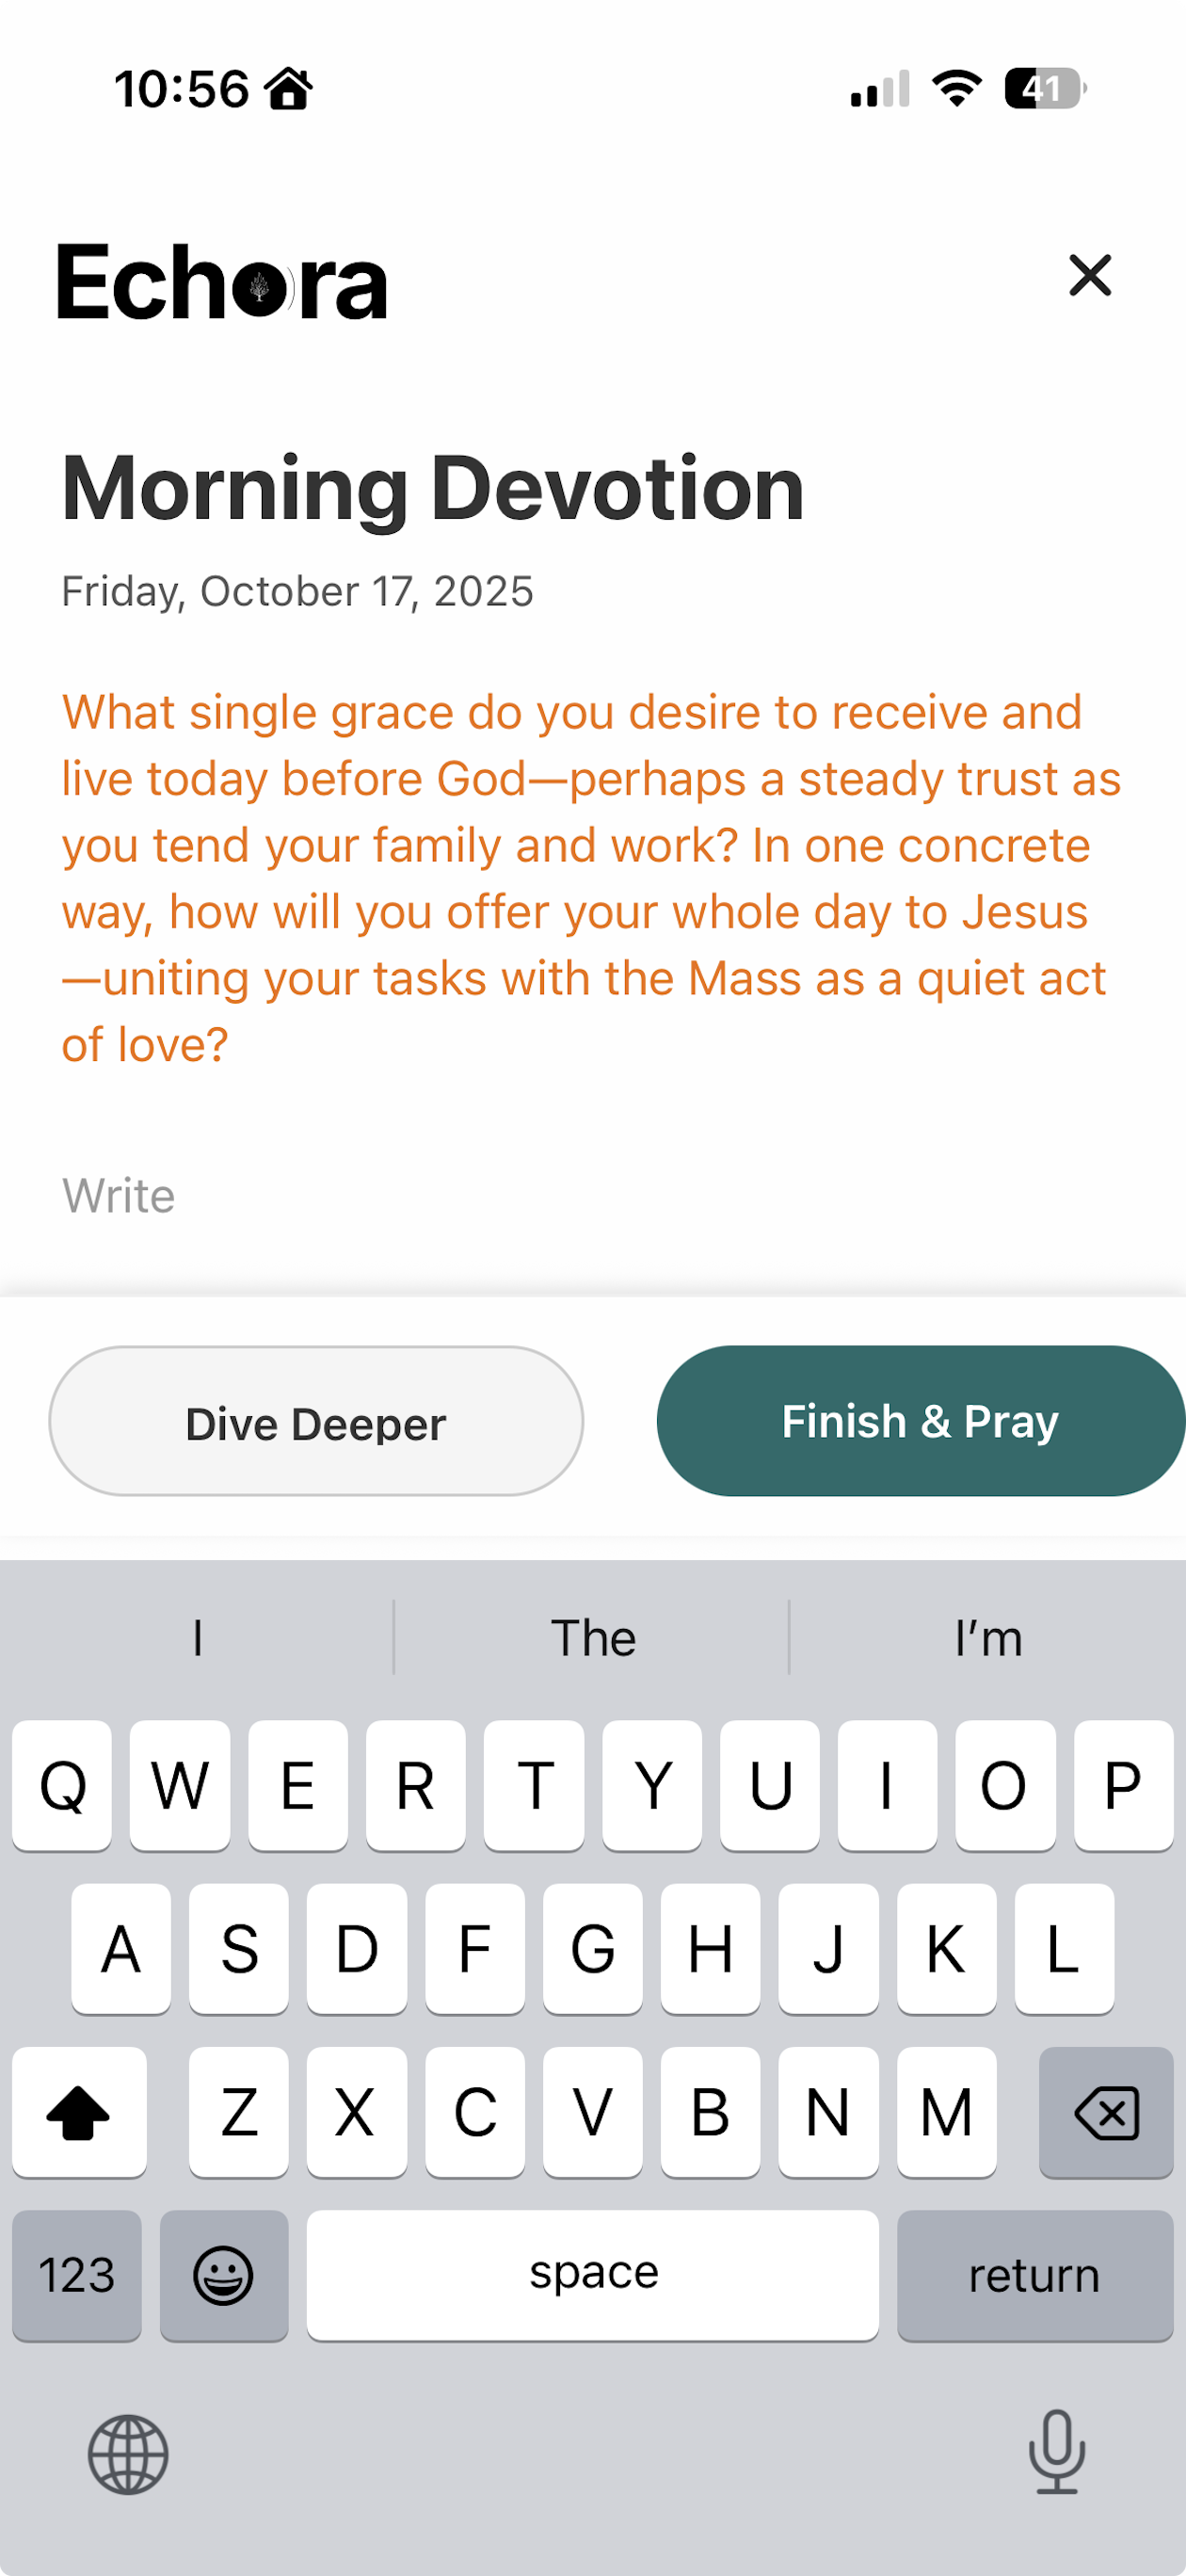 10:56
41
Echora
Morning Devotion
Friday, October 17, 2025
What single grace do you desire to receive and
live today before God—perhaps a steady trust as
you tend your family and work? In one concrete
way, how will you offer your whole day to Jesus
—uniting your tasks with the Mass as a quiet act
of love?
Write
Dive Deeper
Finish & Pray
I The I’m
Q W E R T Y U I O P
A S D F G H J K L
Z X C V B N M
123 space return